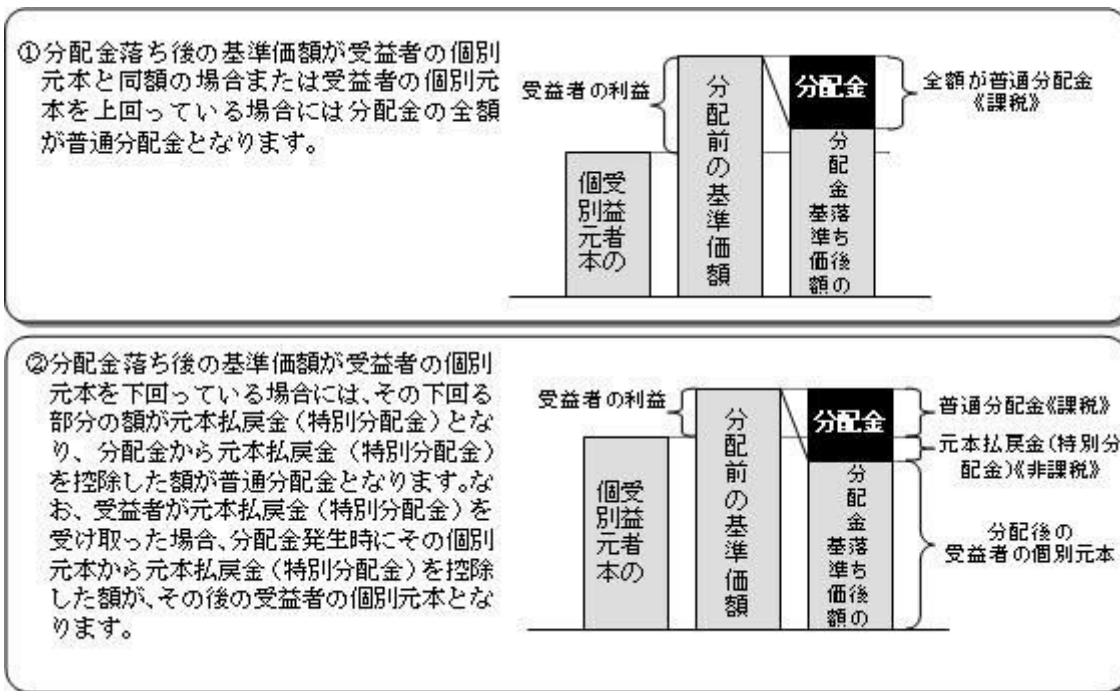 ①分配金落ち後の基準価額が受益者の個別
元本と同額の場合または受益者の個別元
本を上回っている場合には分配金の全額
が普通分配金となります。
受益者の利益
受益者の
個別元本
分配前の基準価額
分配金
分配金落ち後の
基準価額
全額が普通分配金
《課税》
②分配金落ち後の基準価額が受益者の個別
元本を下回っている場合には、その下回る
部分の額が元本払戻金（特別分配金）とな
り、分配金から元本払戻金（特別分配金）
を控除した額が普通分配金となります。な
お、受益者が元本払戻金（特別分配金）を
受け取った場合、分配金発生時にその個別
元本から元本払戻金（特別分配金）を控除
した額が、その後の受益者の個別元本とな
ります。
受益者の利益
受益者の
個別元本
分配前の基準価額
分配金
分配金落ち後の
基準価額
普通分配金《課税》
元本払戻金(特別分
配金)《非課税》
分配後の
受益者の個別元本